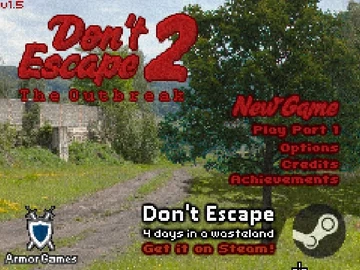 v1.5
Don't
Escape 2
The Outbreak
New Game
Play Part 1
Options
Credits
Achievements
Don't Escape
4 days in a wasteland
Get it on Steam!
Armor Games